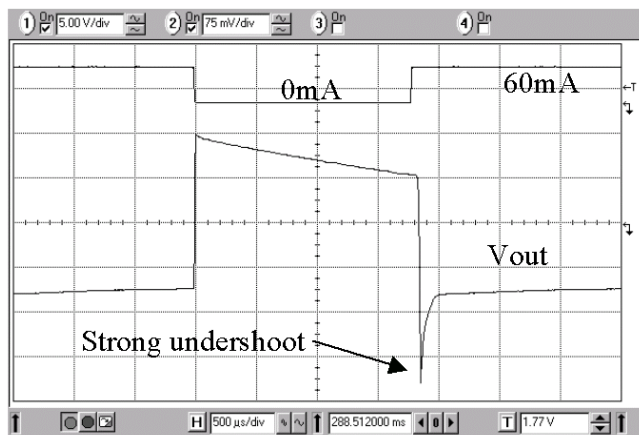 1 On 5.00 V/div 2 On 75 mV/div 3 On 4 On
0mA
60mA
T
Vout
Strong undershoot
H 500 µs/div 288.512000 ms 0 T 1.77 V